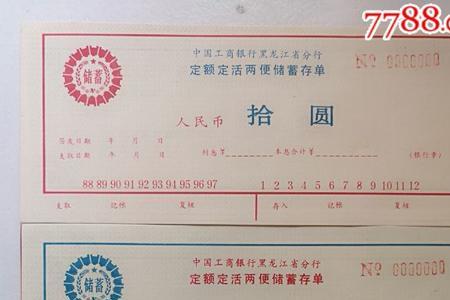 7788.c
储蓄
中国工商银行黑龙江省分行
定额定活两便储蓄存单
№ 0000000
人民币 拾圆
签发日期 年 月 日
支取日期 年 月 日 利息¥ 本息合计¥ (银行章)
88 89 90 91 92 93 94 95 96 97 1 2 3 4 5 6 7 8 9 10 11 12
支取 记帐 复核 存入 记帐 复核
储蓄
中国工商银行黑龙江省分行
定额定活两便储蓄存单
№ 0000000